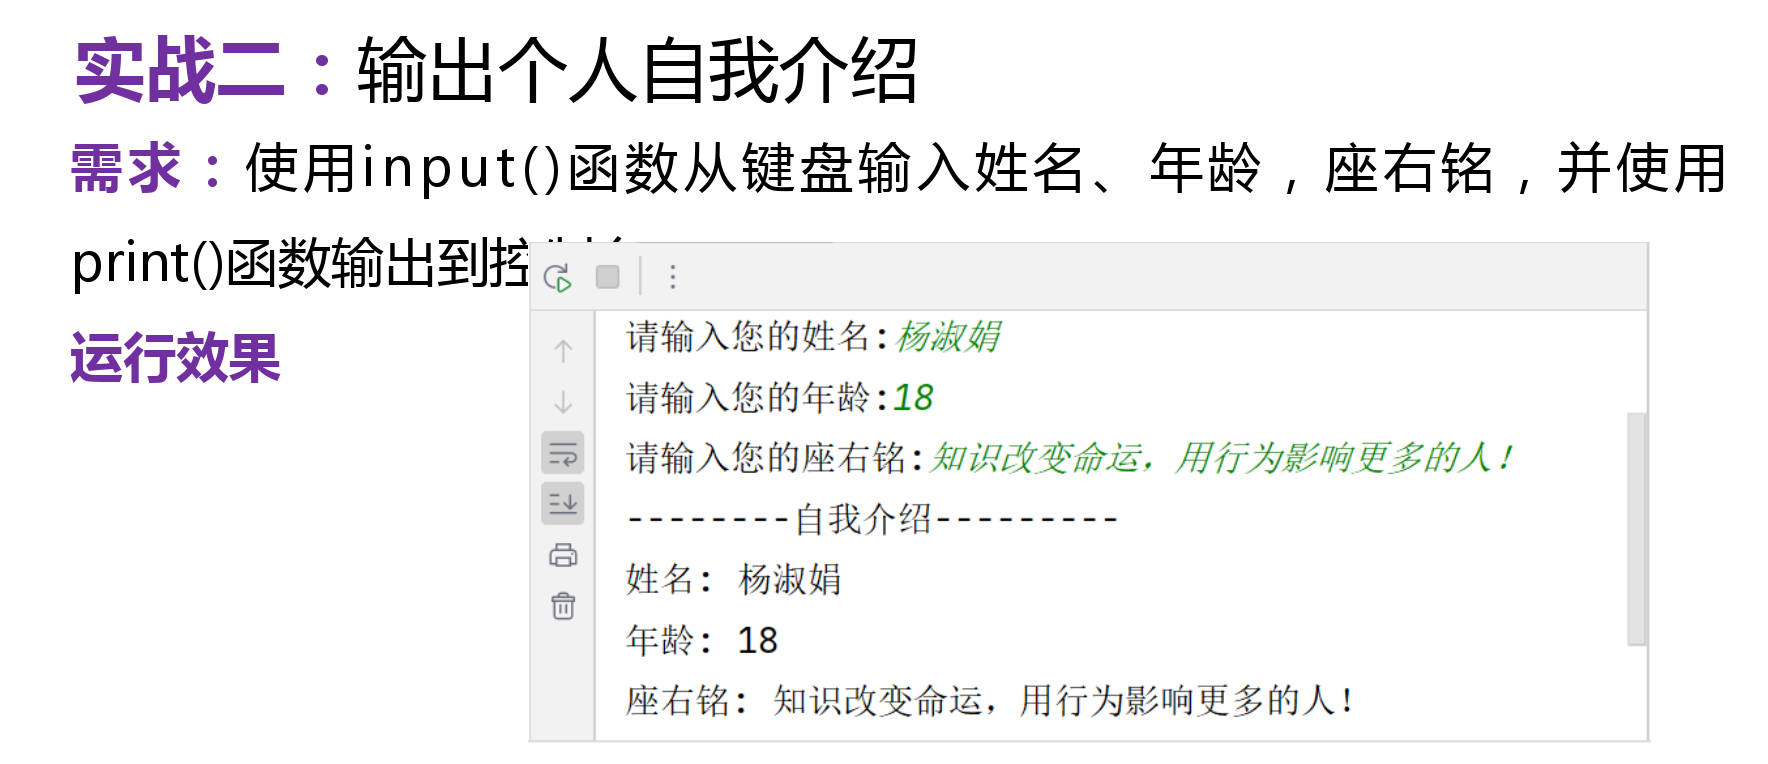 实战二：输出个人自我介绍
需求：使用input()函数从键盘输入姓名、年龄，座右铭，并使用
print()函数输出到控
运行效果
请输入您的姓名:杨淑娟
请输入您的年龄:18
请输入您的座右铭:知识改变命运，用行为影响更多的人！
--------自我介绍---------
姓名: 杨淑娟
年龄: 18
座右铭: 知识改变命运，用行为影响更多的人！